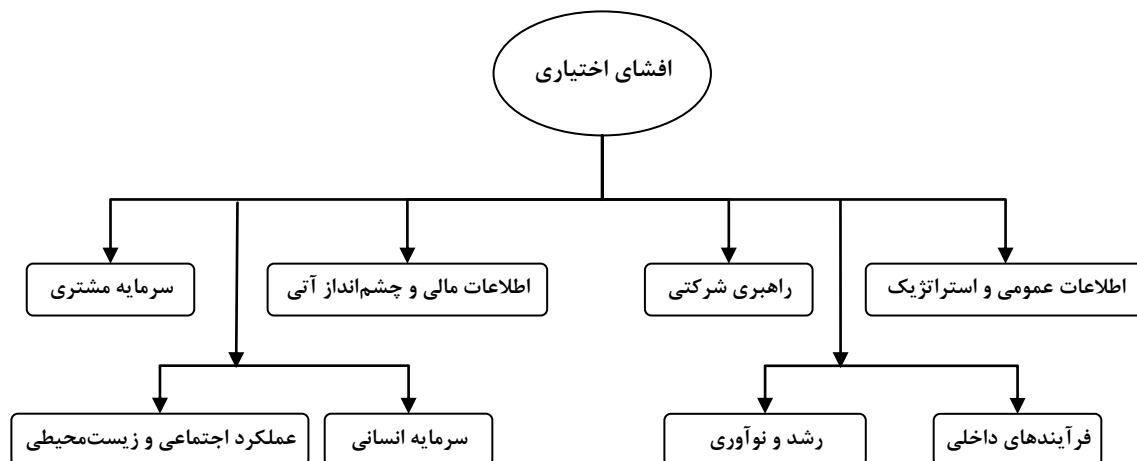 افشای اختیاری
اطلاعات عمومی و استراتژیک
راهبری شرکتی
اطلاعات مالی و چشم‌انداز آتی
سرمایه مشتری
فرآیندهای داخلی
رشد و نوآوری
سرمایه انسانی
عملکرد اجتماعی و زیست‌محیطی